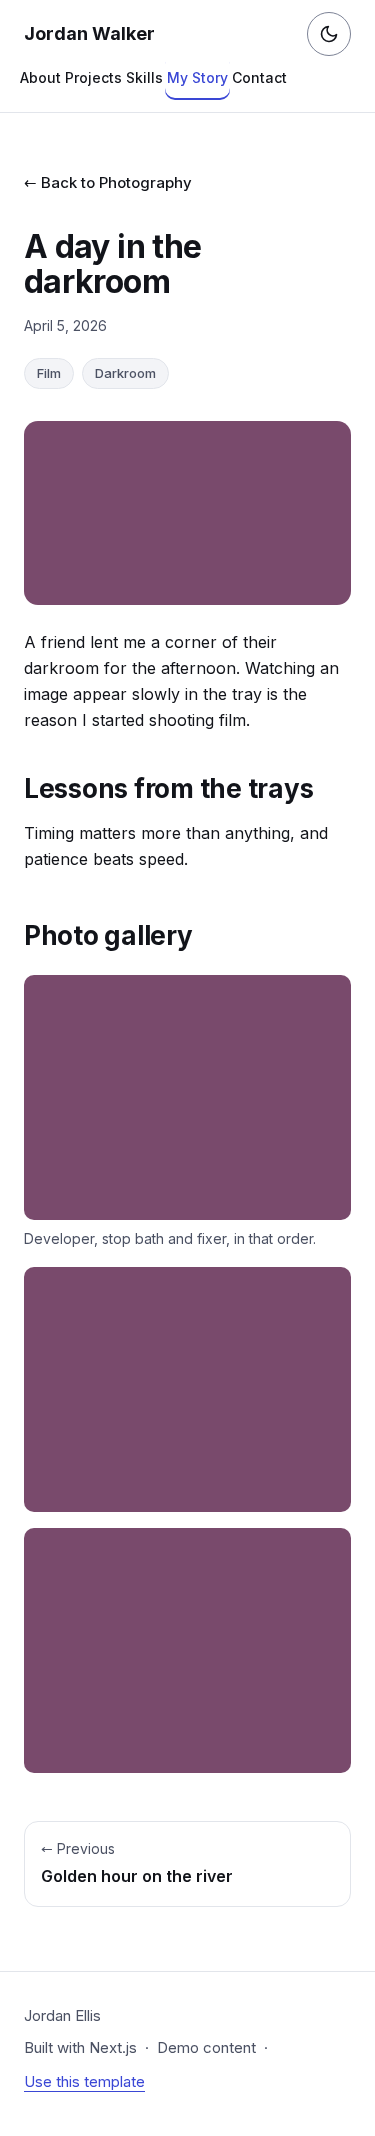 Jordan Walker
About Projects Skills My Story Contact
← Back to Photography
A day in the
darkroom
April 5, 2026
Film Darkroom
A friend lent me a corner of their
darkroom for the afternoon. Watching an
image appear slowly in the tray is the
reason I started shooting film.
Lessons from the trays
Timing matters more than anything, and
patience beats speed.
Photo gallery
Developer, stop bath and fixer, in that order.
← Previous
Golden hour on the river
Jordan Ellis
Built with Next.js · Demo content ·
Use this template